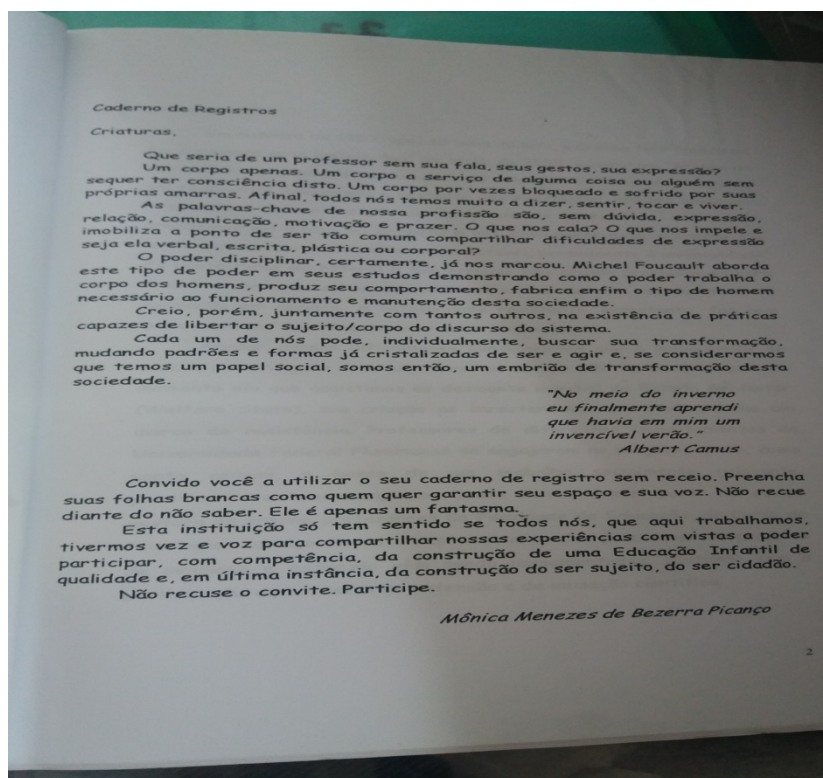 Caderno de Registros
Criaturas,
Que seria de um professor sem sua fala, seus gestos, sua expressão?
Um corpo apenas. Um corpo a serviço de alguma coisa ou alguém sem
sequer ter consciência disto. Um corpo por vezes bloqueado e sofrido por suas
próprias amarras. Afinal, todos nós temos muito a dizer, sentir, tocar e viver.
As palavras-chave de nossa profissão são, sem dúvida, expressão,
relação, comunicação, motivação e prazer. O que nos cala? O que nos impele e
imobiliza a ponto de ser tão comum compartilhar dificuldades de expressão
seja ela verbal, escrita, plástica ou corporal?
O poder disciplinar, certamente, já nos marcou. Michel Foucault aborda
este tipo de poder em seus estudos demonstrando como o poder trabalha o
corpo dos homens, produz seu comportamento, fabrica enfim o tipo de homem
necessário ao funcionamento e manutenção desta sociedade.
Creio, porém, juntamente com tantos outros, na existência de práticas
capazes de libertar o sujeito/corpo do discurso do sistema.
Cada um de nós pode, individualmente, buscar sua transformação,
mudando padrões e formas já cristalizadas de ser e agir e, se considerarmos
que temos um papel social, somos então, um embrião de transformação desta
sociedade.
"No meio do inverno
eu finalmente aprendi
que havia em mim um
invencível verão."
Albert Camus
Convido você a utilizar o seu caderno de registro sem receio. Preencha
suas folhas brancas como quem quer garantir seu espaço e sua voz. Não recue
diante do não saber. Ele é apenas um fantasma.
Esta instituição só tem sentido se todos nós, que aqui trabalhamos,
tivermos vez e voz para compartilhar nossas experiências com vistas a poder
participar, com competência, da construção de uma Educação Infantil de
qualidade e, em última instância, da construção do ser sujeito, do ser cidadão.
Não recuse o convite. Participe.
Mônica Menezes de Bezerra Picanço
2